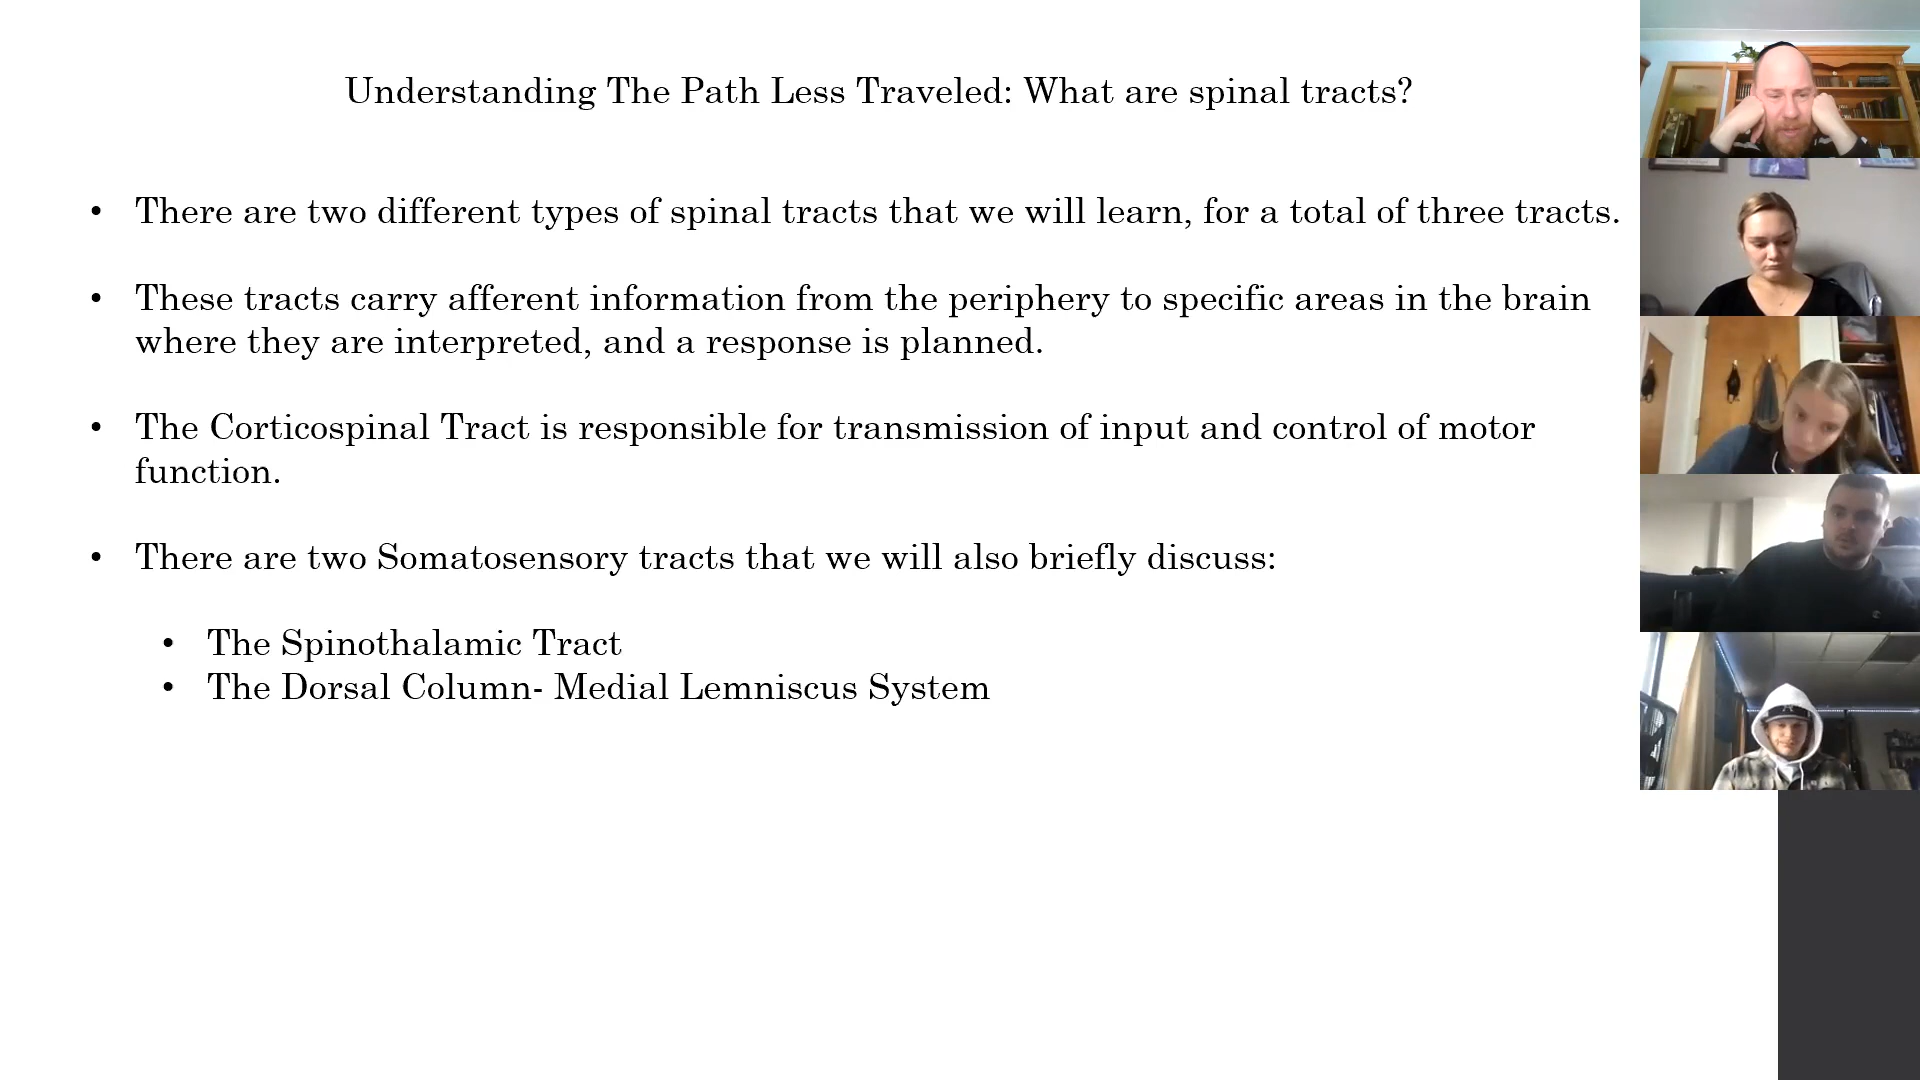 Understanding The Path Less Traveled: What are spinal tracts?
• There are two different types of spinal tracts that we will learn, for a total of three tracts.
• These tracts carry afferent information from the periphery to specific areas in the brain
where they are interpreted, and a response is planned.
• The Corticospinal Tract is responsible for transmission of input and control of motor
function.
• There are two Somatosensory tracts that we will also briefly discuss:
• The Spinothalamic Tract
• The Dorsal Column- Medial Lemniscus System